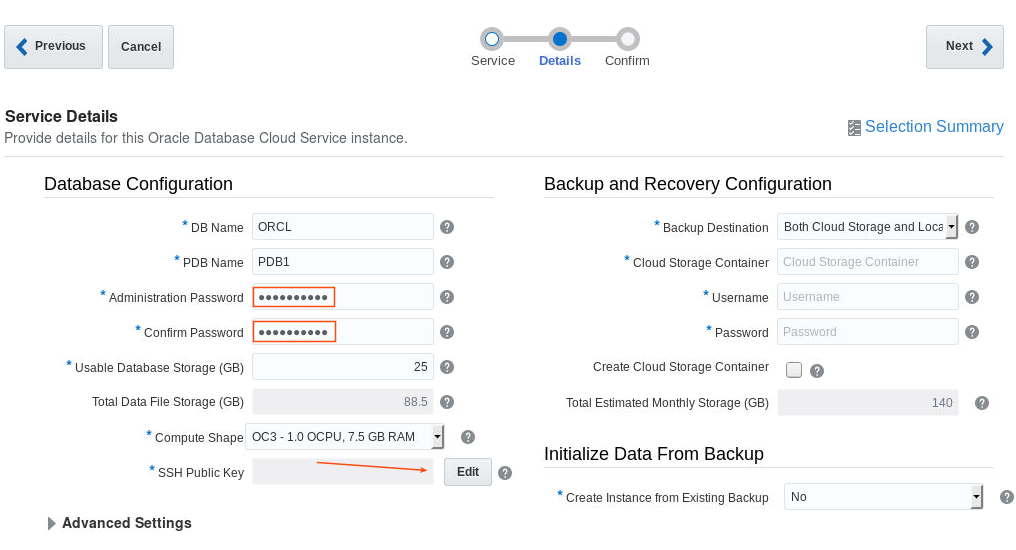 Previous
Cancel
Service
Details
Confirm
Next
Service Details
Provide details for this Oracle Database Cloud Service instance.
Selection Summary
Database Configuration
* DB Name ORCL ?
* PDB Name PDB1 ?
* Administration Password ●●●●●●●●●● ?
* Confirm Password ●●●●●●●●●● ?
* Usable Database Storage (GB) 25 ?
Total Data File Storage (GB) 88.5 ?
* Compute Shape OC3 - 1.0 OCPU, 7.5 GB RAM ?
* SSH Public Key Edit ?
Advanced Settings
Backup and Recovery Configuration
* Backup Destination Both Cloud Storage and Loca ?
* Cloud Storage Container Cloud Storage Container ?
* Username Username ?
* Password Password ?
Create Cloud Storage Container ?
Total Estimated Monthly Storage (GB) 140 ?
Initialize Data From Backup
* Create Instance from Existing Backup No ?